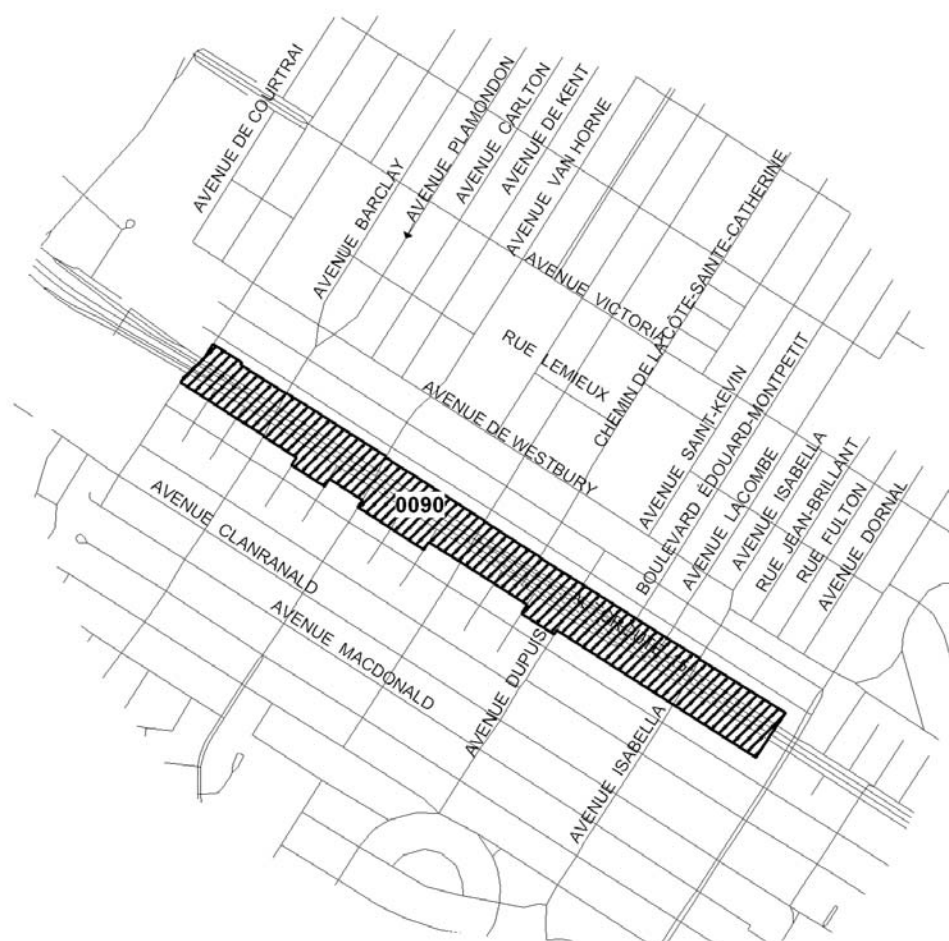 AVENUE DE COURTRAI
AVENUE BARCLAY
AVENUE PLAMONDON
AVENUE CARLTON
AVENUE DE KENT
AVENUE VAN HORNE
AVENUE VICTORIA
RUE LEMIEUX
CHEMIN DE LA CÔTE-SAINTE-CATHERINE
AVENUE DE WESTBURY
AVENUE SAINT-KEVIN
BOULEVARD ÉDOUARD-MONTPETIT
AVENUE LACOMBE
AVENUE ISABELLA
RUE JEAN-BRILLANT
RUE FULTON
AVENUE DORNAL
0090
AVENUE CLANRANALD
AVENUE MACDONALD
AVENUE DUPUIS
AVENUE ISABELLA